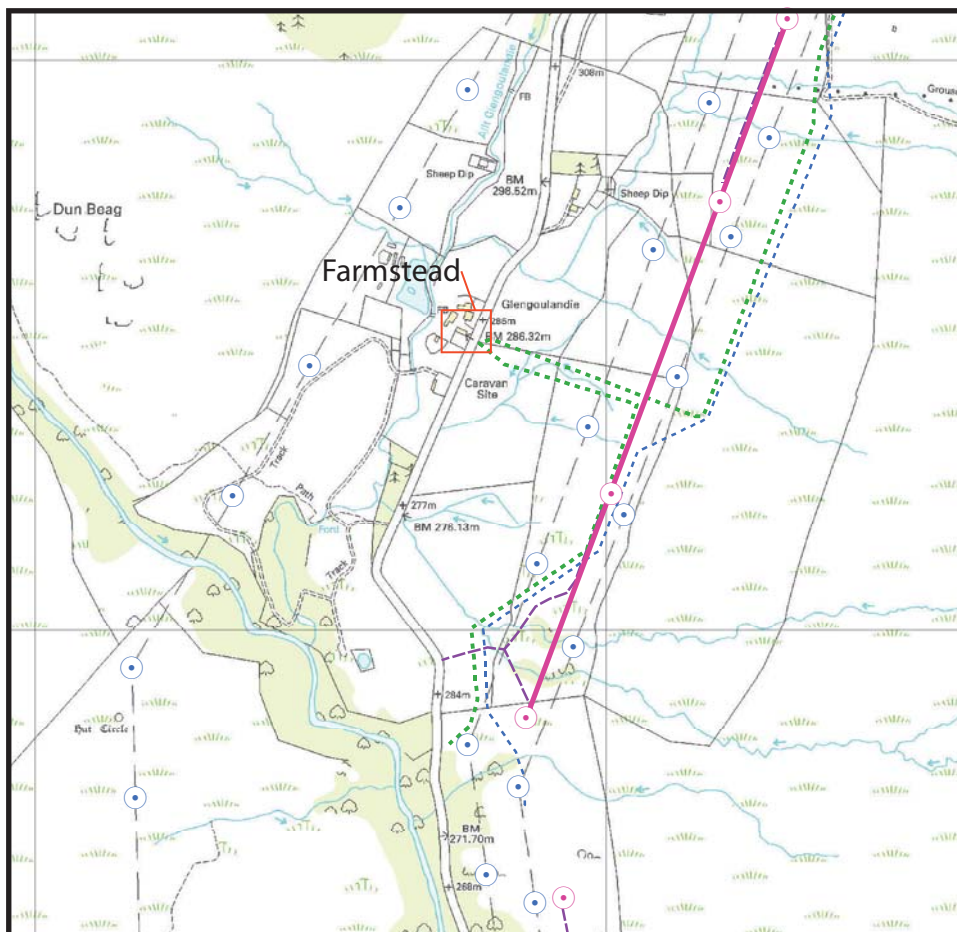 308m
FB
Allt Glengoulandie
Grouse
Sheep Dip
BM
298.52m
Sheep Dip
Dun Beag
Farmstead
Glengoulandie
286m
BM 286.32m
Caravan
Site
Track
Path
277m
BM 276.13m
Ford
Track
284m
Hut Circle
BM
271.70m
268m